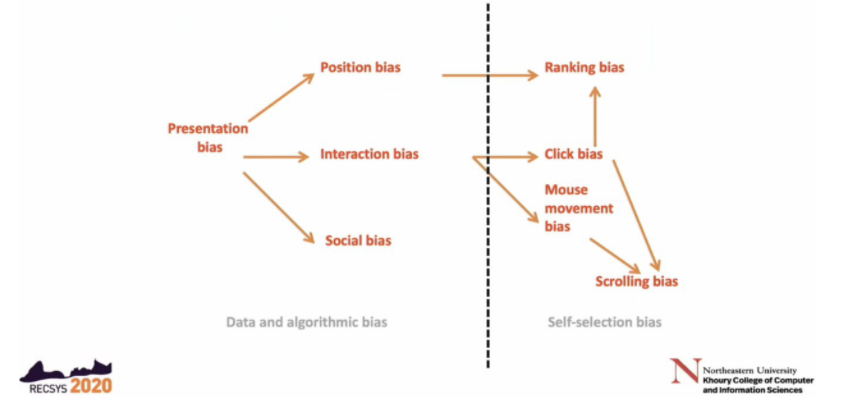 Position bias
Ranking bias
Presentation
bias
Interaction bias
Click bias
Mouse
movement
bias
Social bias
Scrolling bias
Data and algorithmic bias
Self-selection bias
RECSYS 2020
N
Northeastern University
Khoury College of Computer
and Information Sciences